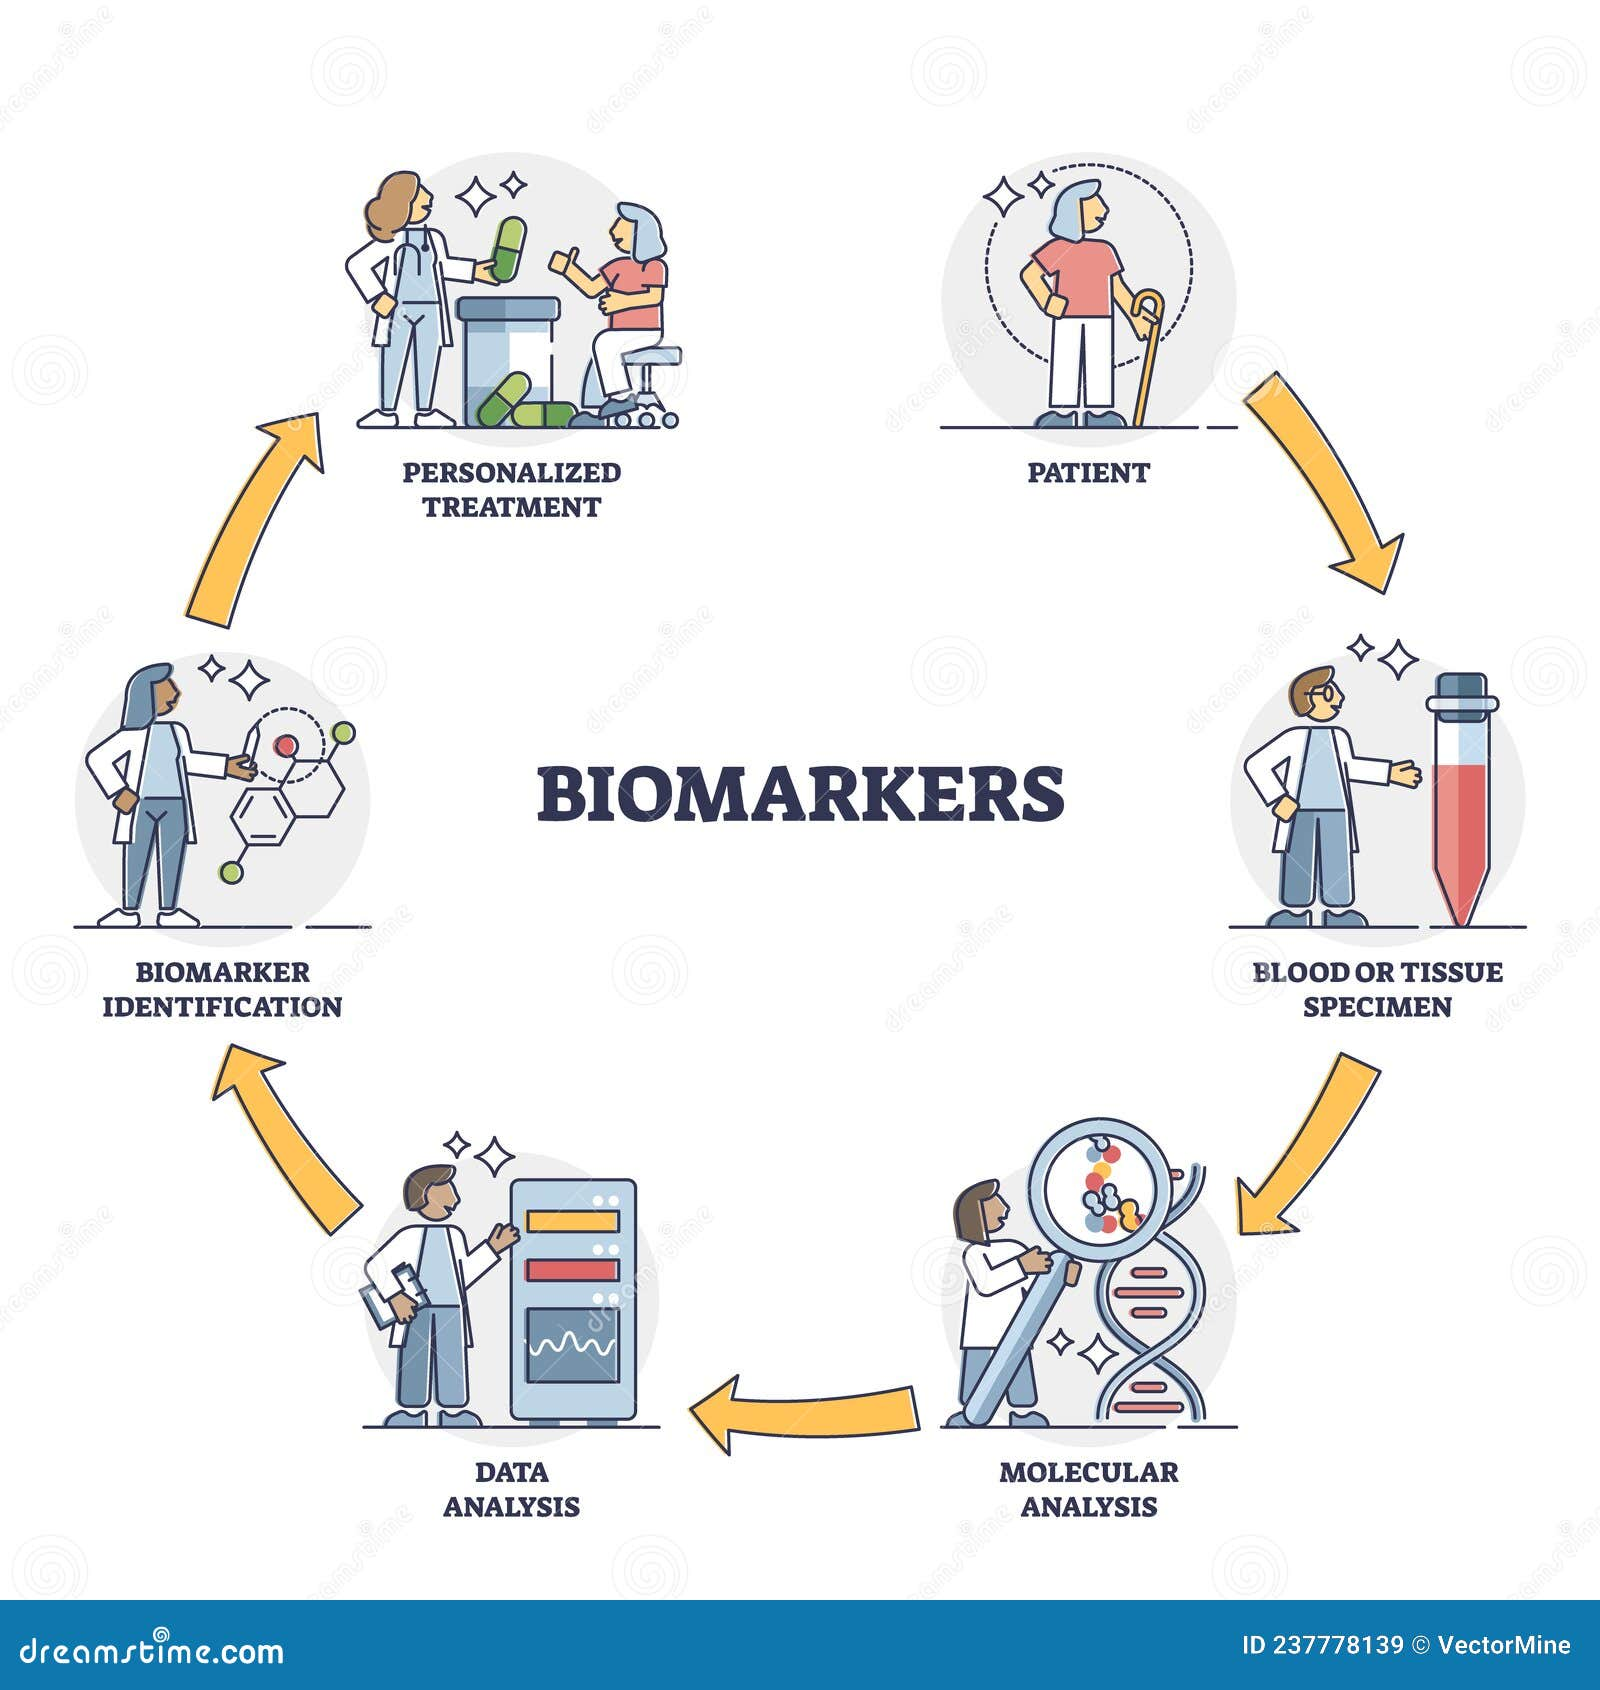 PERSONALIZED
TREATMENT
PATIENT
BIOMARKERS
BIOMARKER
IDENTIFICATION
BLOOD OR TISSUE
SPECIMEN
DATA
ANALYSIS
MOLECULAR
ANALYSIS
dreamstime.com
ID 237778139 © VectorMine